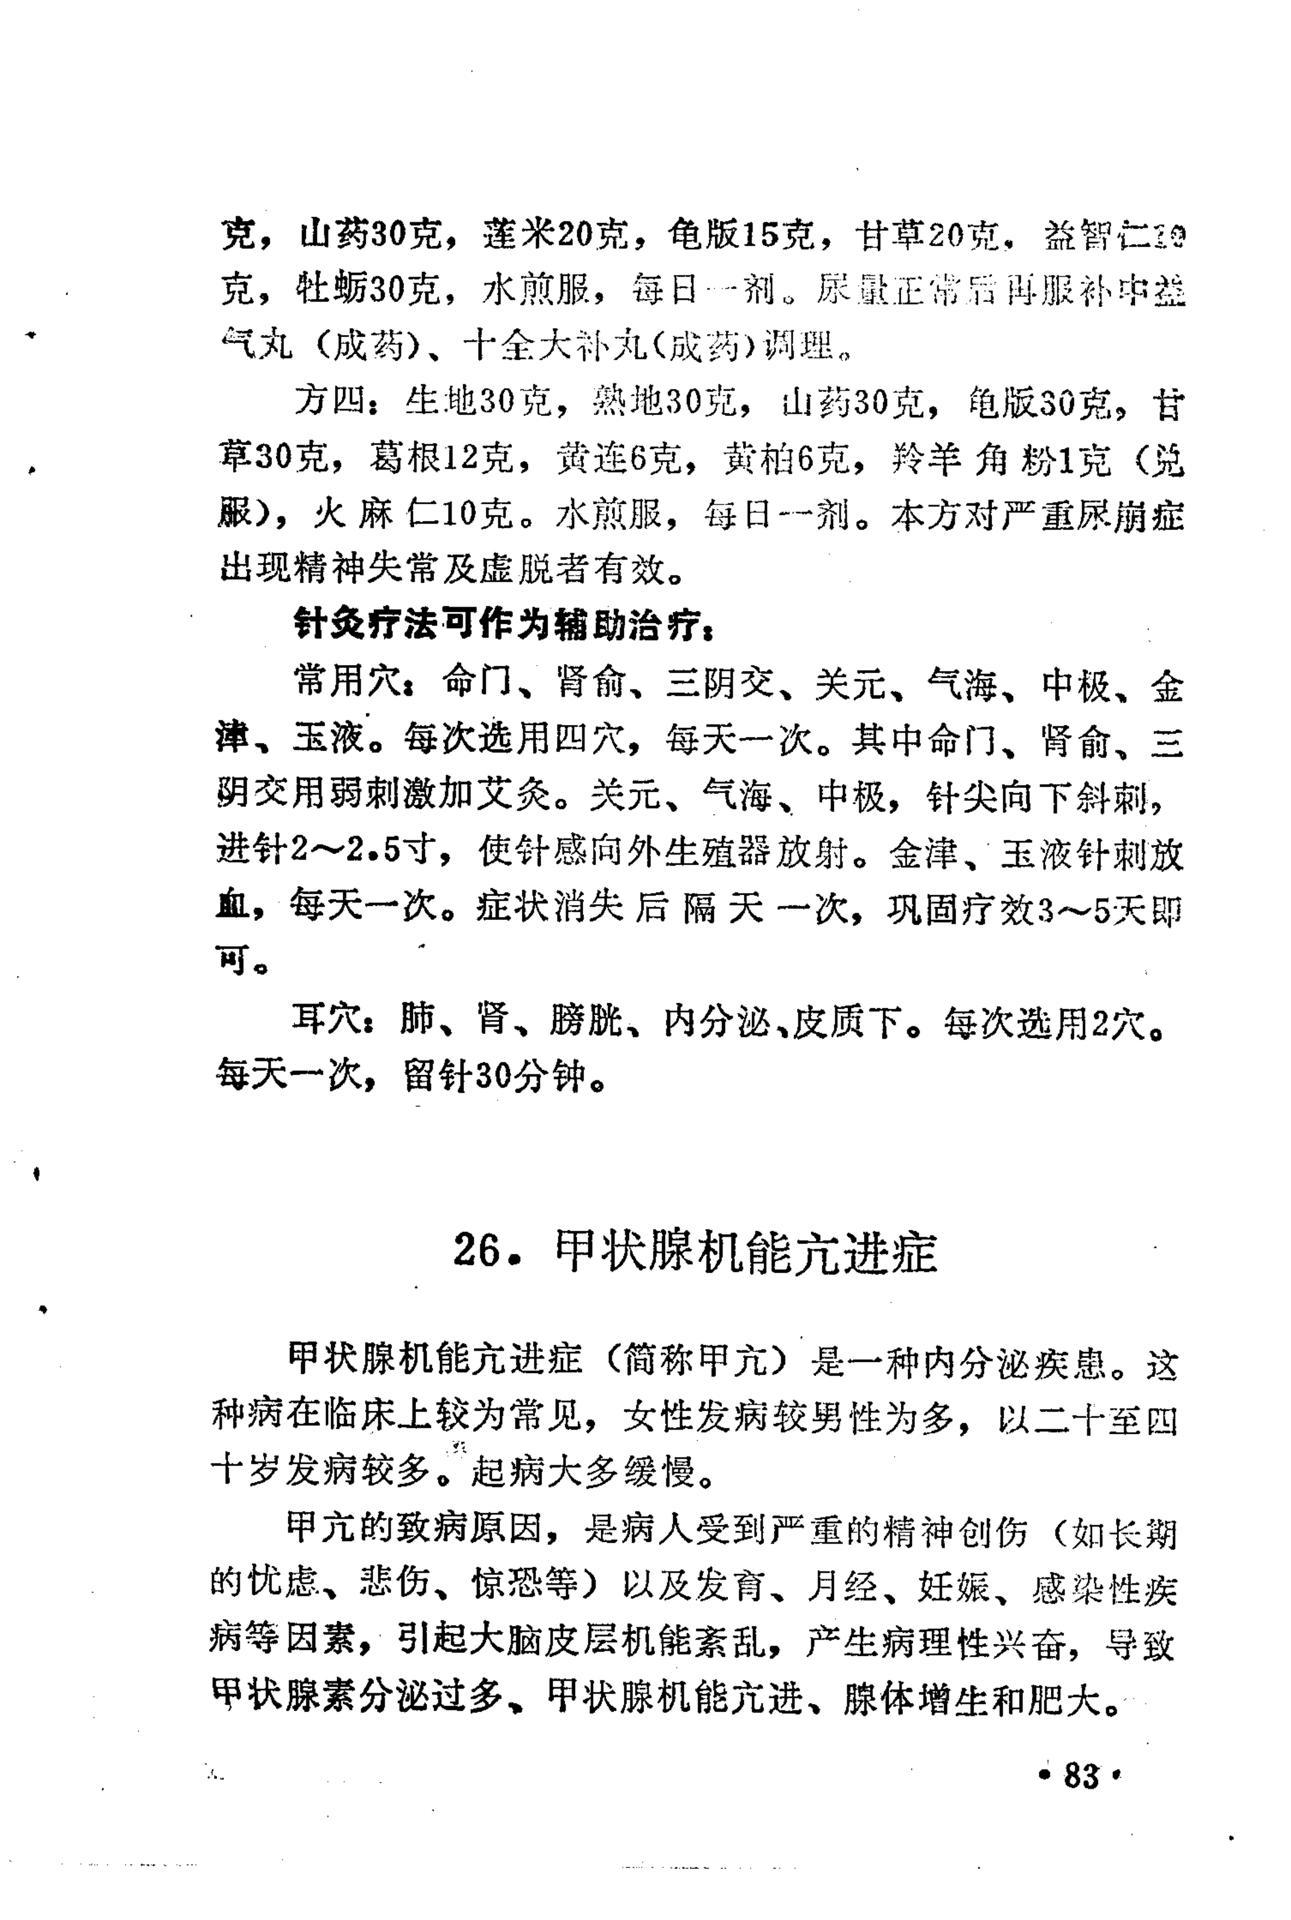 克，山药30克，莲米20克，龟版15克，甘草20克，益智仁10
克，牡蛎30克，水煎服，每日一剂。尿量正常后再服补中益
气丸（成药）、十全大补丸（成药）调理。
方四：生地30克，熟地30克，山药30克，龟版30克，甘
草30克，葛根12克，黄连6克，黄柏6克，羚羊角粉1克（兑
服），火麻仁10克。水煎服，每日一剂。本方对严重尿崩症
出现精神失常及虚脱者有效。
针灸疗法可作为辅助治疗：
常用穴：命门、肾俞、三阴交、关元、气海、中极、金
津、玉液。每次选用四穴，每天一次。其中命门、肾俞、三
阴交用弱刺激加艾灸。关元、气海、中极，针尖向下斜刺，
进针2～2.5寸，使针感向外生殖器放射。金津、玉液针刺放
血，每天一次。症状消失后隔天一次，巩固疗效3～5天即
可。
耳穴：肺、肾、膀胱、内分泌、皮质下。每次选用2穴。
每天一次，留针30分钟。
26．甲状腺机能亢进症
甲状腺机能亢进症（简称甲亢）是一种内分泌疾患。这
种病在临床上较为常见，女性发病较男性为多，以二十至四
十岁发病较多。起病大多缓慢。
甲亢的致病原因，是病人受到严重的精神创伤（如长期
的忧虑、悲伤、惊恐等）以及发育、月经、妊娠、感染性疾
病等因素，引起大脑皮层机能紊乱，产生病理性兴奋，导致
甲状腺素分泌过多、甲状腺机能亢进、腺体增生和肥大。
·83·